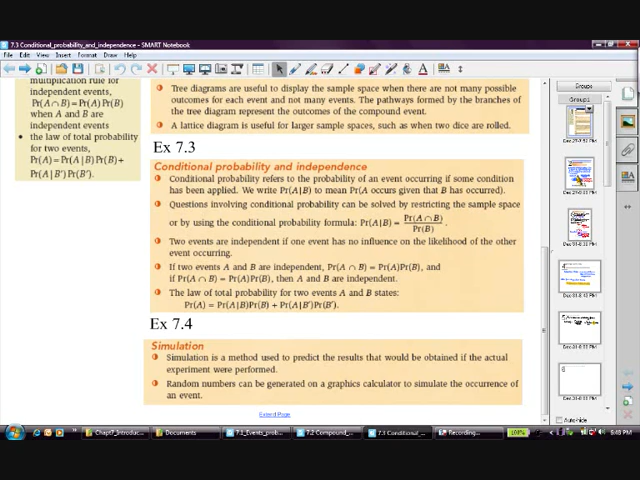 7.3 Conditional_probability_and_independence - SMART Notebook
File Edit View Insert Format Draw Help
multiplication rule for
independent events,
Pr(A ∩ B) = Pr(A)Pr(B)
when A and B are
independent events
• the law of total probability
for two events,
Pr(A) = Pr(A | B)Pr(B) +
Pr(A | B′)Pr(B′).
Tree diagrams are useful to display the sample space when there are not many possible
outcomes for each event and not many events. The pathways formed by the branches of
the tree diagram represent the outcomes of the compound event.
A lattice diagram is useful for larger sample spaces, such as when two dice are rolled.
Ex 7.3
Conditional probability and independence
Conditional probability refers to the probability of an event occurring if some condition
has been applied. We write Pr(A | B) to mean Pr(A occurs given that B has occurred).
Questions involving conditional probability can be solved by restricting the sample space
or by using the conditional probability formula: Pr(A | B) = Pr(A ∩ B) / Pr(B).
Two events are independent if one event has no influence on the likelihood of the other
event occurring.
If two events A and B are independent, Pr(A ∩ B) = Pr(A)Pr(B), and
if Pr(A ∩ B) = Pr(A)Pr(B), then A and B are independent.
The law of total probability for two events A and B states:
Pr(A) = Pr(A | B)Pr(B) + Pr(A | B′)Pr(B′).
Ex 7.4
Simulation
Simulation is a method used to predict the results that would be obtained if the actual
experiment were performed.
Random numbers can be generated on a graphics calculator to simulate the occurrence of
an event.
Extend Page
Groups
Group1
Auto-hide
Chapt7_Introduc...
Documents
7.1_Events_prob...
7.2 Compound_...
7.3 Conditional_...
Recording...
100%